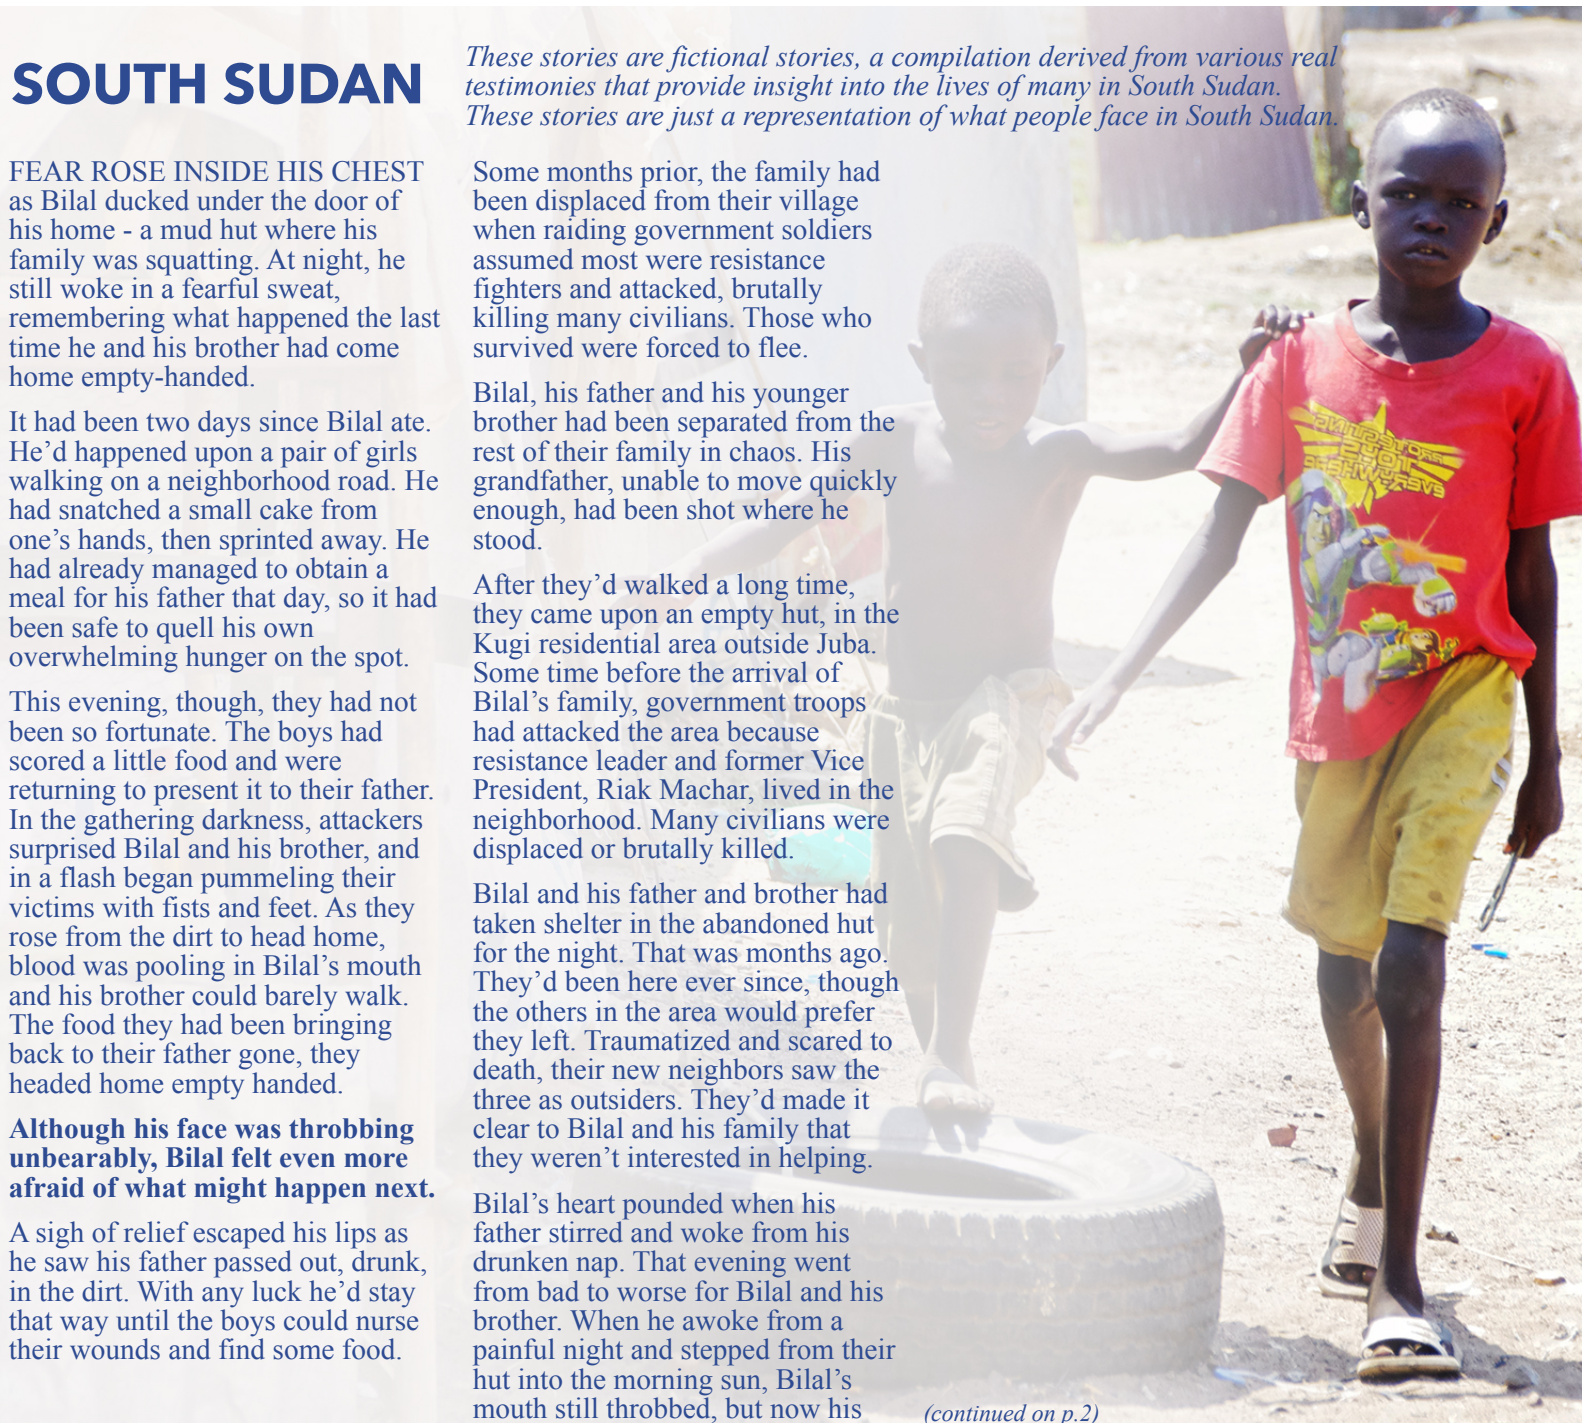 SOUTH SUDAN
These stories are fictional stories, a compilation derived from various real
testimonies that provide insight into the lives of many in South Sudan.
These stories are just a representation of what people face in South Sudan.
FEAR ROSE INSIDE HIS CHEST
as Bilal ducked under the door of
his home - a mud hut where his
family was squatting. At night, he
still woke in a fearful sweat,
remembering what happened the last
time he and his brother had come
home empty-handed.
It had been two days since Bilal ate.
He’d happened upon a pair of girls
walking on a neighborhood road. He
had snatched a small cake from
one’s hands, then sprinted away. He
had already managed to obtain a
meal for his father that day, so it had
been safe to quell his own
overwhelming hunger on the spot.
This evening, though, they had not
been so fortunate. The boys had
scored a little food and were
returning to present it to their father.
In the gathering darkness, attackers
surprised Bilal and his brother, and
in a flash began pummeling their
victims with fists and feet. As they
rose from the dirt to head home,
blood was pooling in Bilal’s mouth
and his brother could barely walk.
The food they had been bringing
back to their father gone, they
headed home empty handed.
Although his face was throbbing
unbearably, Bilal felt even more
afraid of what might happen next.
A sigh of relief escaped his lips as
he saw his father passed out, drunk,
in the dirt. With any luck he’d stay
that way until the boys could nurse
their wounds and find some food.
Some months prior, the family had
been displaced from their village
when raiding government soldiers
assumed most were resistance
fighters and attacked, brutally
killing many civilians. Those who
survived were forced to flee.
Bilal, his father and his younger
brother had been separated from the
rest of their family in chaos. His
grandfather, unable to move quickly
enough, had been shot where he
stood.
After they’d walked a long time,
they came upon an empty hut, in the
Kugi residential area outside Juba.
Some time before the arrival of
Bilal’s family, government troops
had attacked the area because
resistance leader and former Vice
President, Riak Machar, lived in the
neighborhood. Many civilians were
displaced or brutally killed.
Bilal and his father and brother had
taken shelter in the abandoned hut
for the night. That was months ago.
They’d been here ever since, though
the others in the area would prefer
they left. Traumatized and scared to
death, their new neighbors saw the
three as outsiders. They’d made it
clear to Bilal and his family that
they weren’t interested in helping.
Bilal’s heart pounded when his
father stirred and woke from his
drunken nap. That evening went
from bad to worse for Bilal and his
brother. When he awoke from a
painful night and stepped from their
hut into the morning sun, Bilal’s
mouth still throbbed, but now his
(continued on p.2)
PROTECTING
TOYS
EVERYWHERE